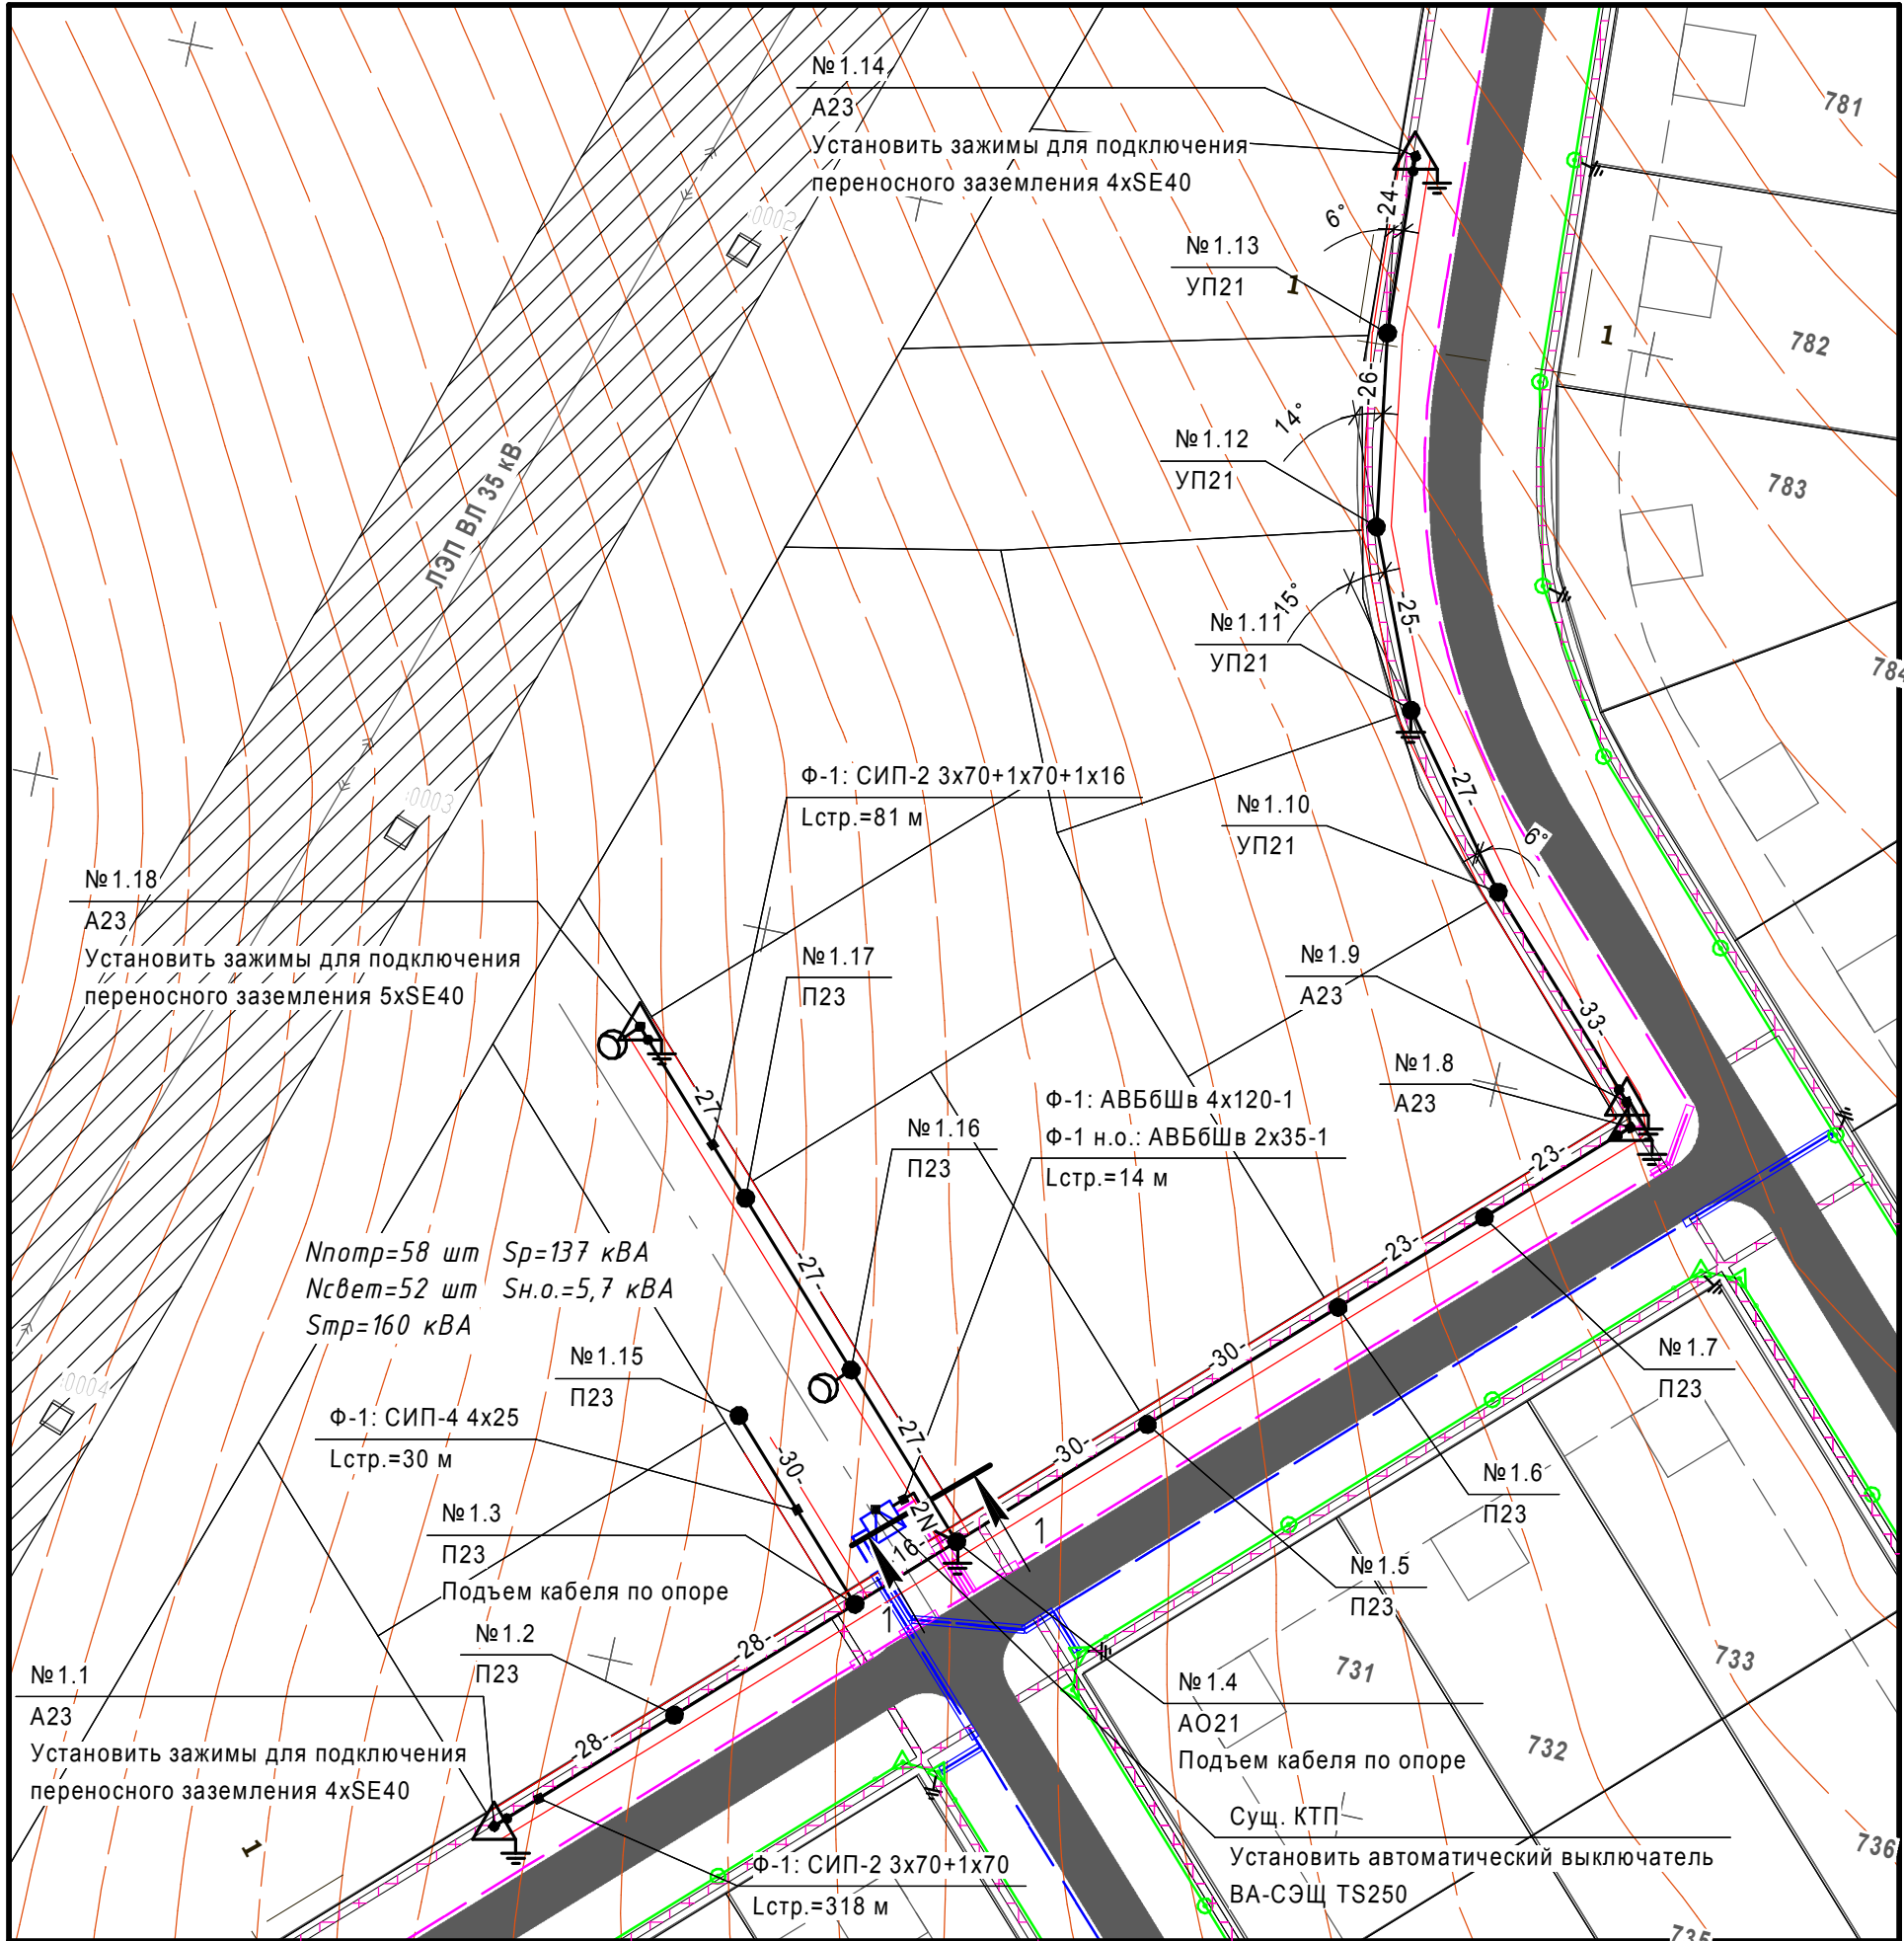 №1.14
А23
Установить зажимы для подключения
переносного заземления 4хSE40
781
0002
-24-
6°
№1.13
УП21
1
1
782
-26-
14°
№1.12
УП21
783
ЛЭП ВЛ 35 кВ
15°
-25-
№1.11
УП21
784
Ф-1: СИП-2 3х70+1х70+1х16
Lстр.=81 м
0003
№1.10
УП21
-27-
6°
№1.18
А23
Установить зажимы для подключения
переносного заземления 5хSE40
№1.17
П23
№1.9
А23
-33-
№1.8
А23
-27-
Ф-1: АВБбШв 4х120-1
Ф-1 н.о.: АВБбШв 2х35-1
Lстр.=14 м
№1.16
П23
-23-
-23-
-27-
Nпотр=58 шт Sр=137 кВА
Nсвет=52 шт Sн.о.=5,7 кВА
Sтр=160 кВА
№1.15
П23
-30-
№1.7
П23
0004
Ф-1: СИП-4 4х25
Lстр.=30 м
-30-
-27-
-30-
№1.6
П23
№1.3
П23
Подъем кабеля по опоре
2N
-16-
1
1
№1.5
П23
№1.2
П23
-28-
731
733
№1.1
А23
Установить зажимы для подключения
переносного заземления 4хSE40
-28-
№1.4
АО21
Подъем кабеля по опоре
732
Сущ. КТП
Установить автоматический выключатель
ВА-СЭЩ TS250
736
1
Ф-1: СИП-2 3х70+1х70
Lстр.=318 м
735